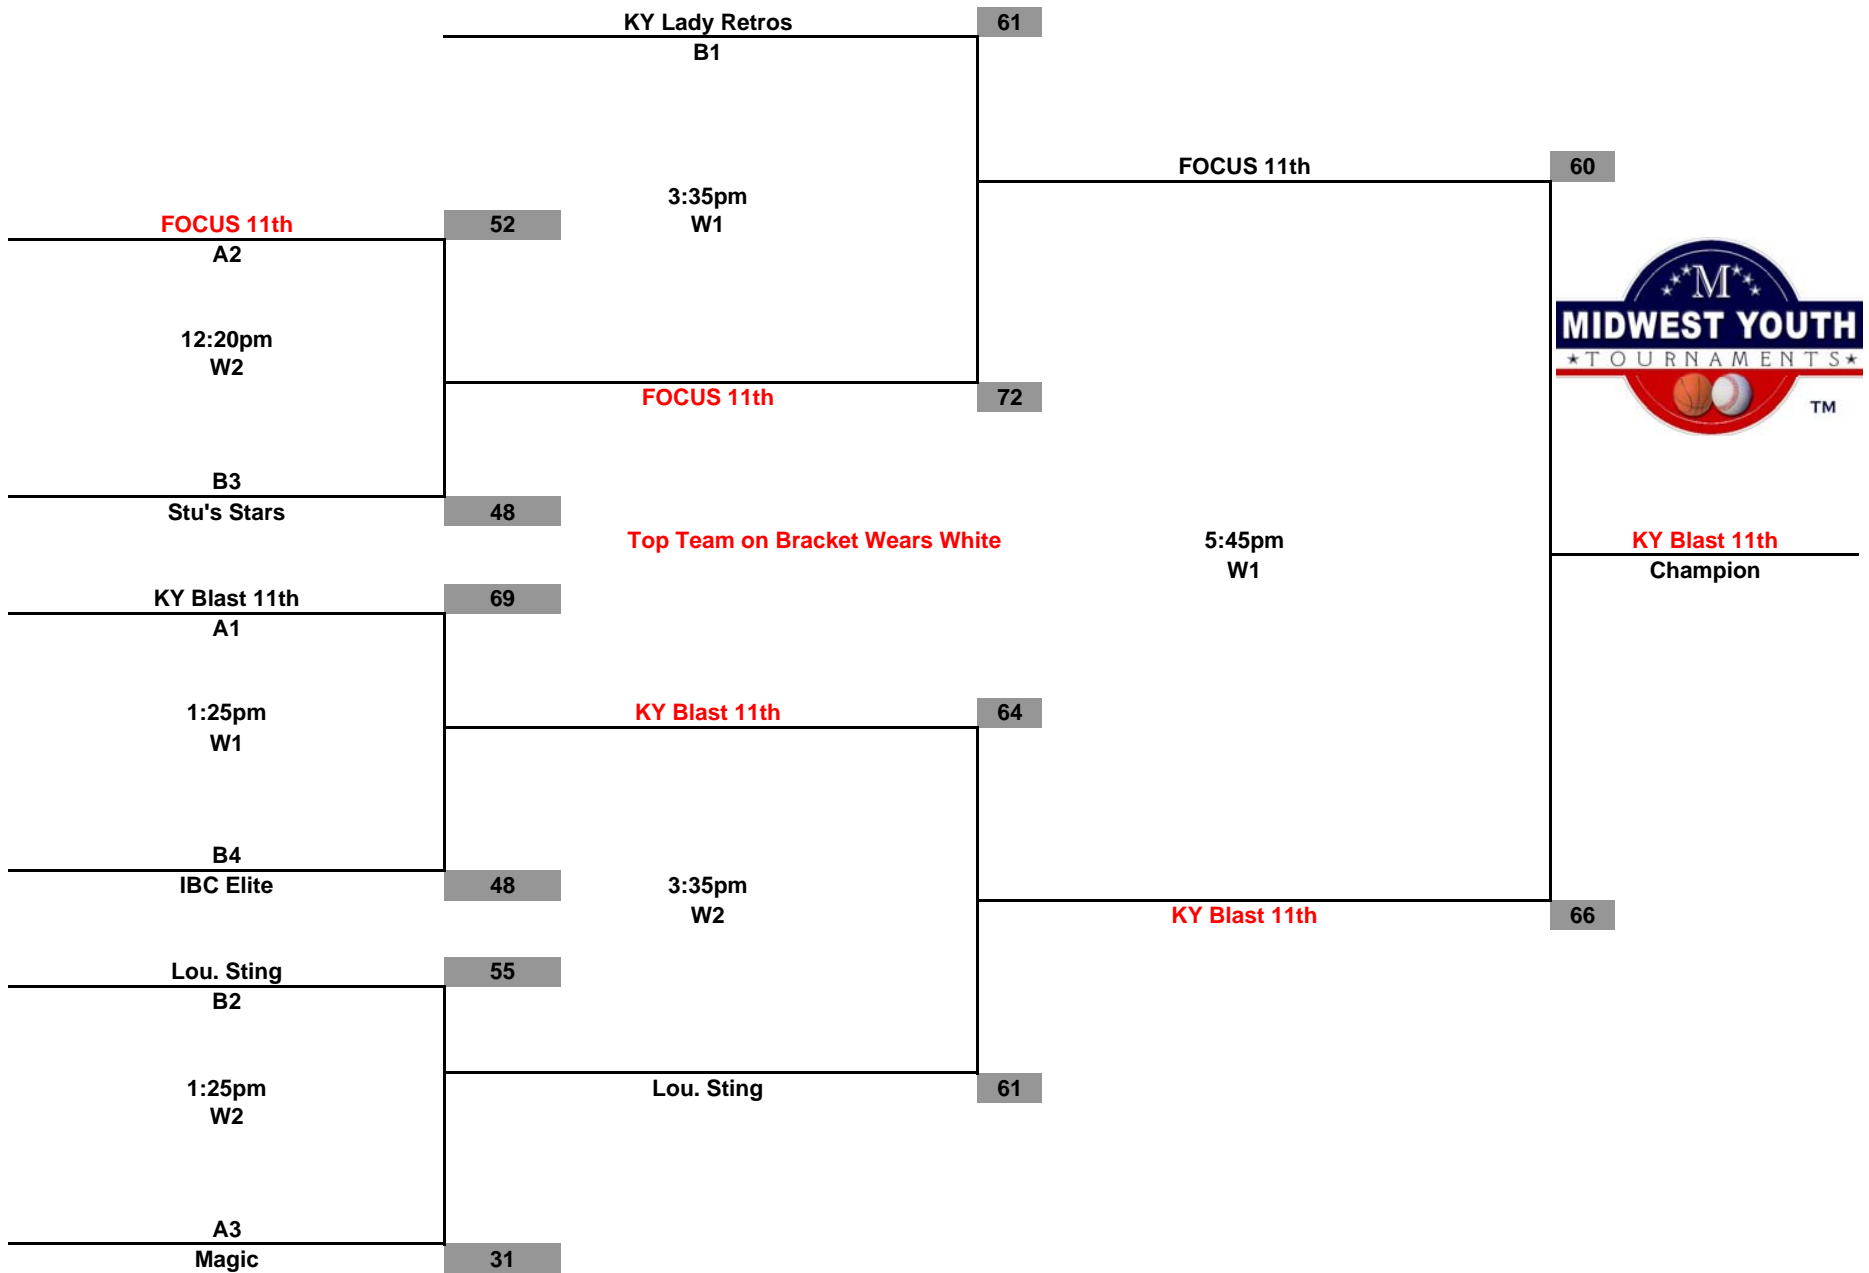 KY Lady Retros 61
B1
FOCUS 11th 60
3:35pm
W1
FOCUS 11th 52
A2
M
MIDWEST YOUTH
★TOURNAMENTS★
TM
12:20pm
W2
FOCUS 11th 72
B3
Stu's Stars 48
Top Team on Bracket Wears White
5:45pm
W1
KY Blast 11th
Champion
KY Blast 11th 69
A1
1:25pm
W1
KY Blast 11th 64
B4
IBC Elite 48
3:35pm
W2
KY Blast 11th 66
Lou. Sting 55
B2
1:25pm
W2
Lou. Sting 61
A3
Magic 31